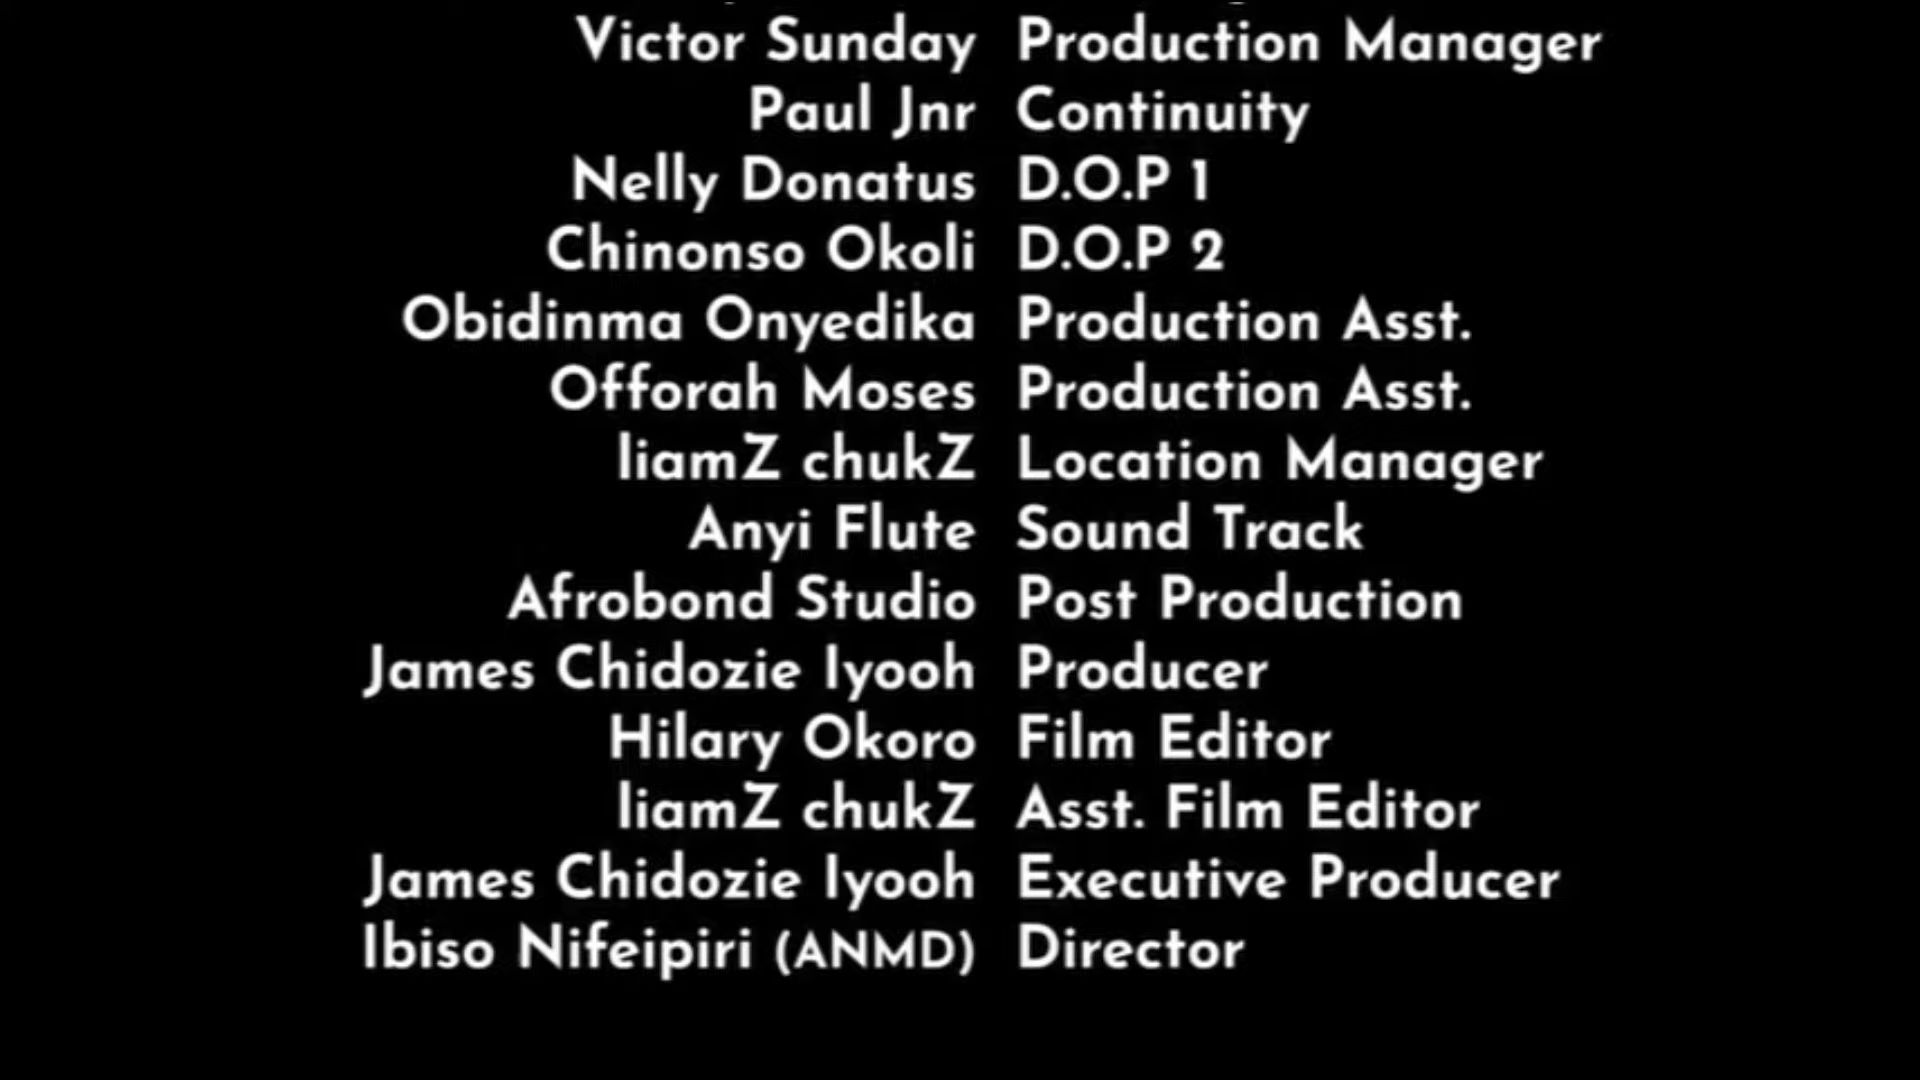 Victor Sunday Production Manager
Paul Jnr Continuity
Nelly Donatus D.O.P 1
Chinonso Okoli D.O.P 2
Obidinma Onyedika Production Asst.
Offorah Moses Production Asst.
liamZ chukZ Location Manager
Anyi Flute Sound Track
Afrobond Studio Post Production
James Chidozie Iyooh Producer
Hilary Okoro Film Editor
liamZ chukZ Asst. Film Editor
James Chidozie Iyooh Executive Producer
Ibiso Nifeipiri (ANMD) Director